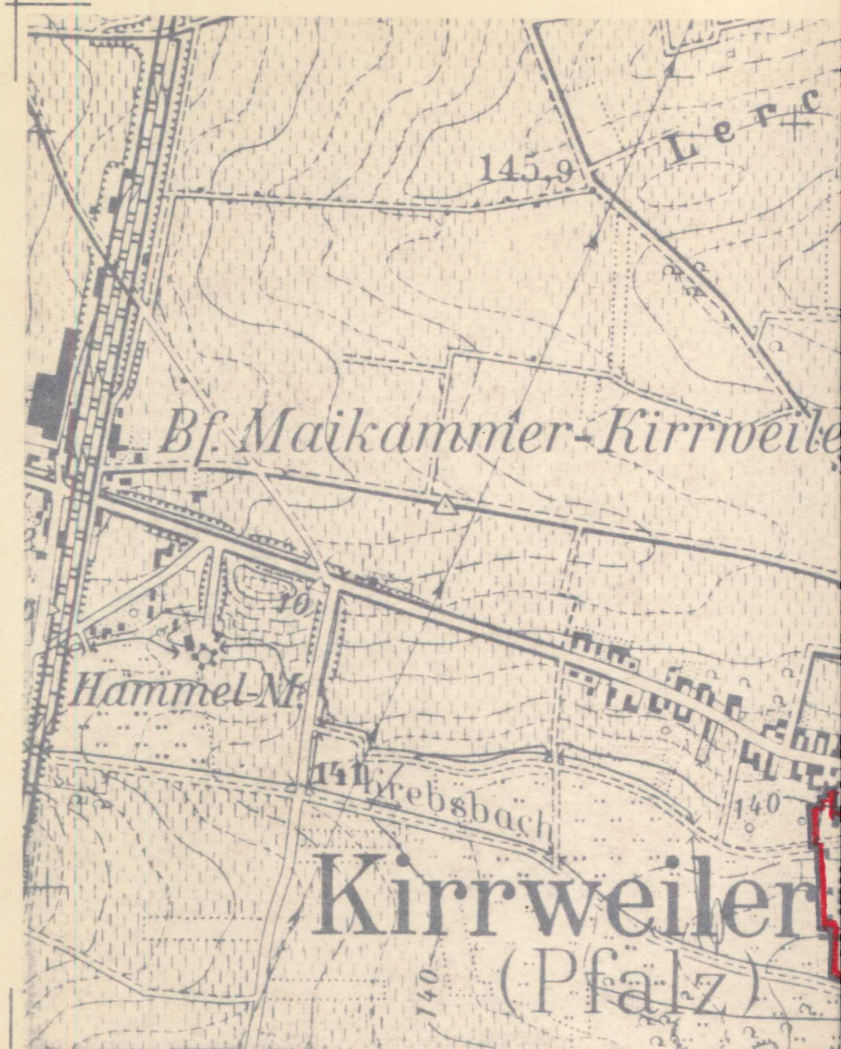 Lerc
145,9
Bf. Maikammer-Kirrweile
10
Hammel-M.
141
Krebsbach
140
Kirrweiler
(Pfalz)
140